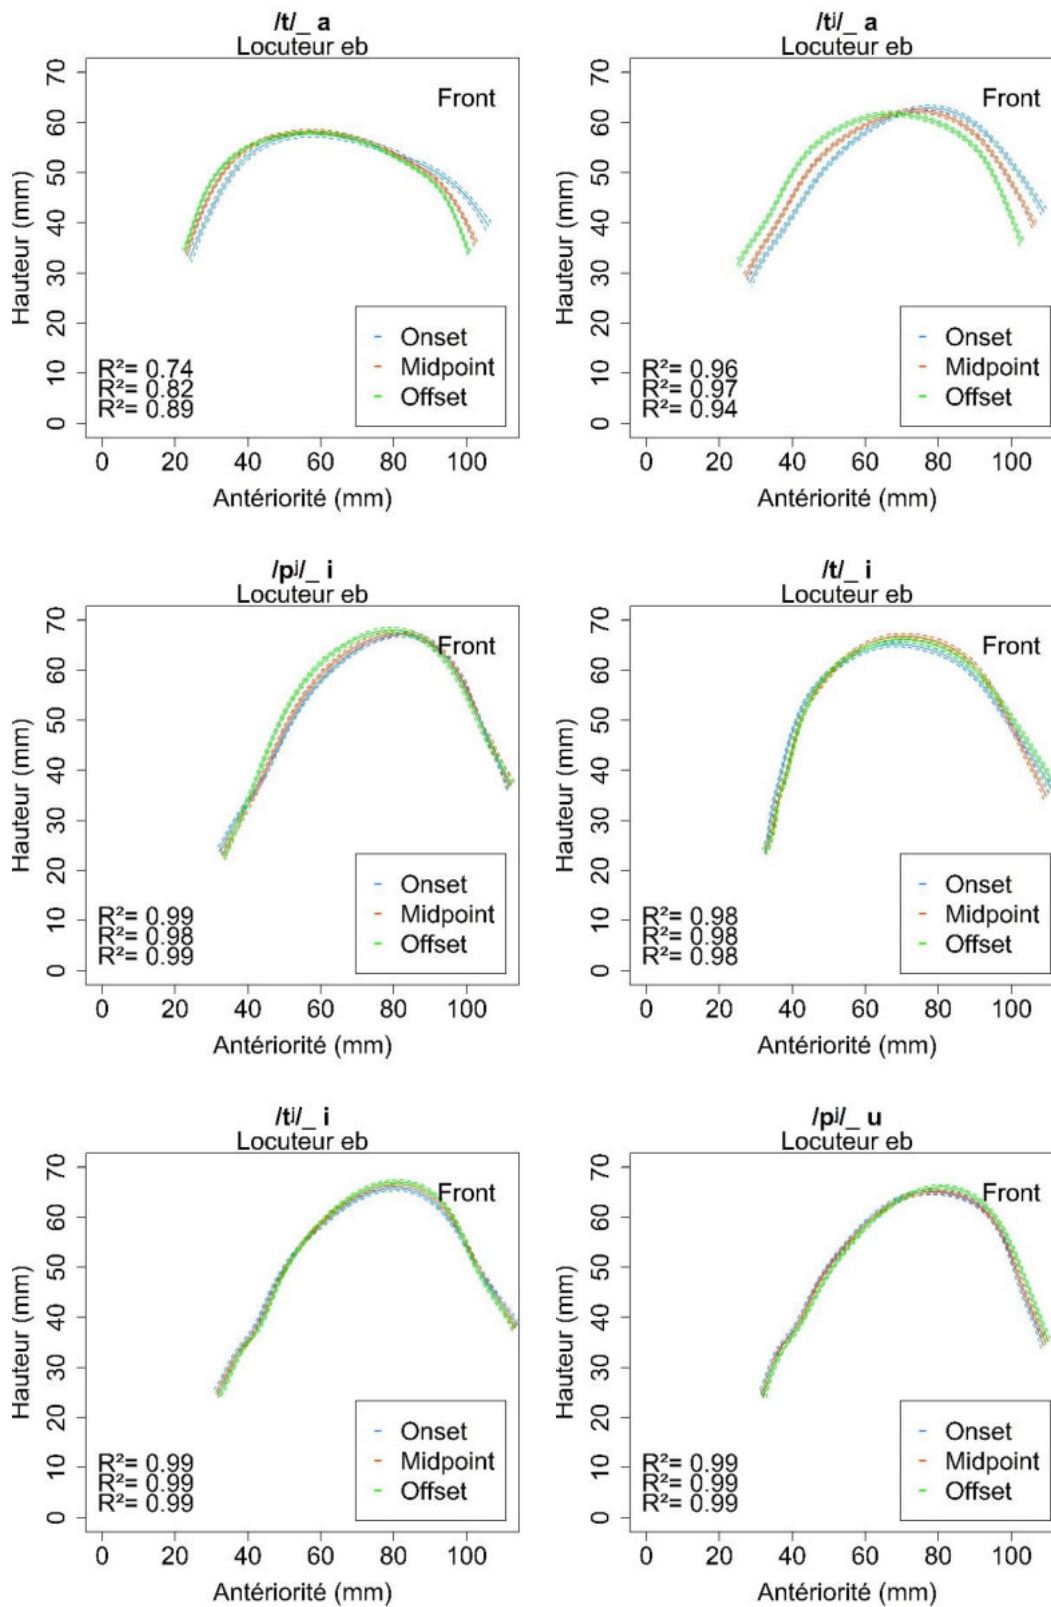 /t/_ a
Locuteur eb
Front
Hauteur (mm)
70
60
50
40
30
20
10
0
Onset
Midpoint
Offset
R²= 0.74
R²= 0.82
R²= 0.89
0 20 40 60 80 100
Antériorité (mm)
/tʲ/_ a
Locuteur eb
Front
Hauteur (mm)
70
60
50
40
30
20
10
0
Onset
Midpoint
Offset
R²= 0.96
R²= 0.97
R²= 0.94
0 20 40 60 80 100
Antériorité (mm)
/pʲ/_ i
Locuteur eb
Front
Hauteur (mm)
70
60
50
40
30
20
10
0
Onset
Midpoint
Offset
R²= 0.99
R²= 0.98
R²= 0.99
0 20 40 60 80 100
Antériorité (mm)
/t/_ i
Locuteur eb
Front
Hauteur (mm)
70
60
50
40
30
20
10
0
Onset
Midpoint
Offset
R²= 0.98
R²= 0.98
R²= 0.98
0 20 40 60 80 100
Antériorité (mm)
/tʲ/_ i
Locuteur eb
Front
Hauteur (mm)
70
60
50
40
30
20
10
0
Onset
Midpoint
Offset
R²= 0.99
R²= 0.99
R²= 0.99
0 20 40 60 80 100
Antériorité (mm)
/pʲ/_ u
Locuteur eb
Front
Hauteur (mm)
70
60
50
40
30
20
10
0
Onset
Midpoint
Offset
R²= 0.99
R²= 0.99
R²= 0.99
0 20 40 60 80 100
Antériorité (mm)